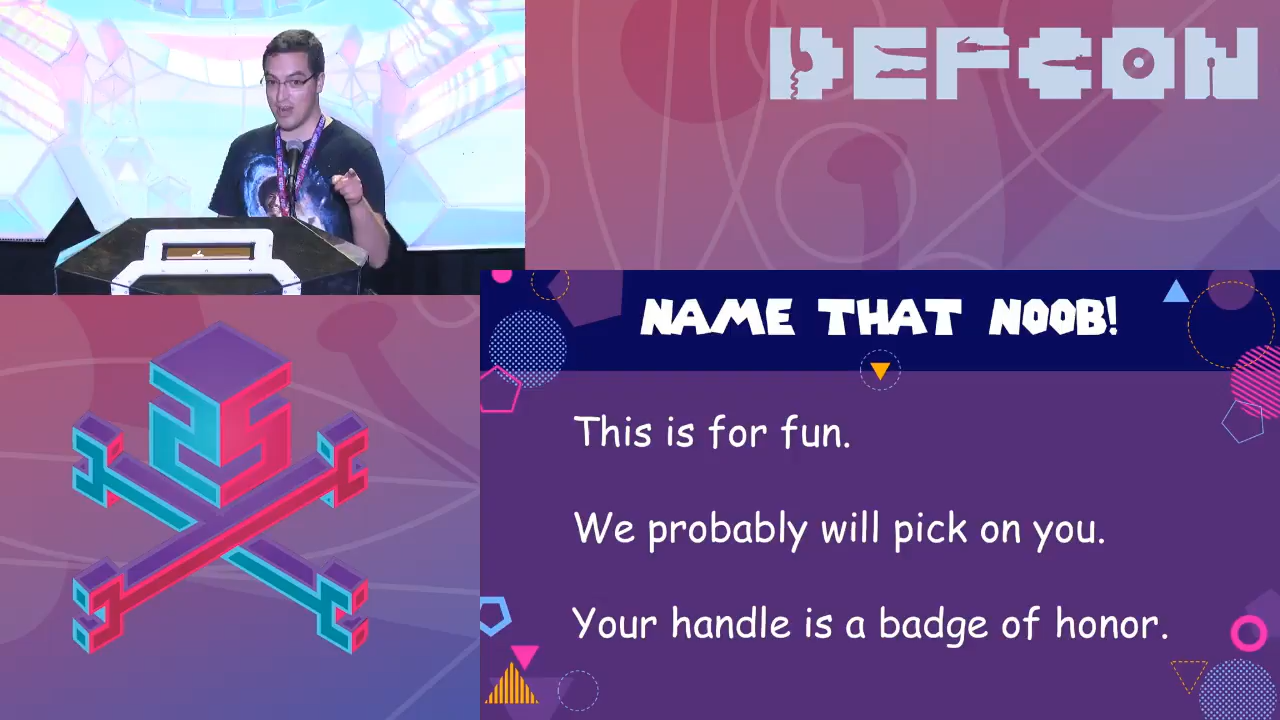 DEFCON
NAME THAT NOOB!
This is for fun.
We probably will pick on you.
Your handle is a badge of honor.
25